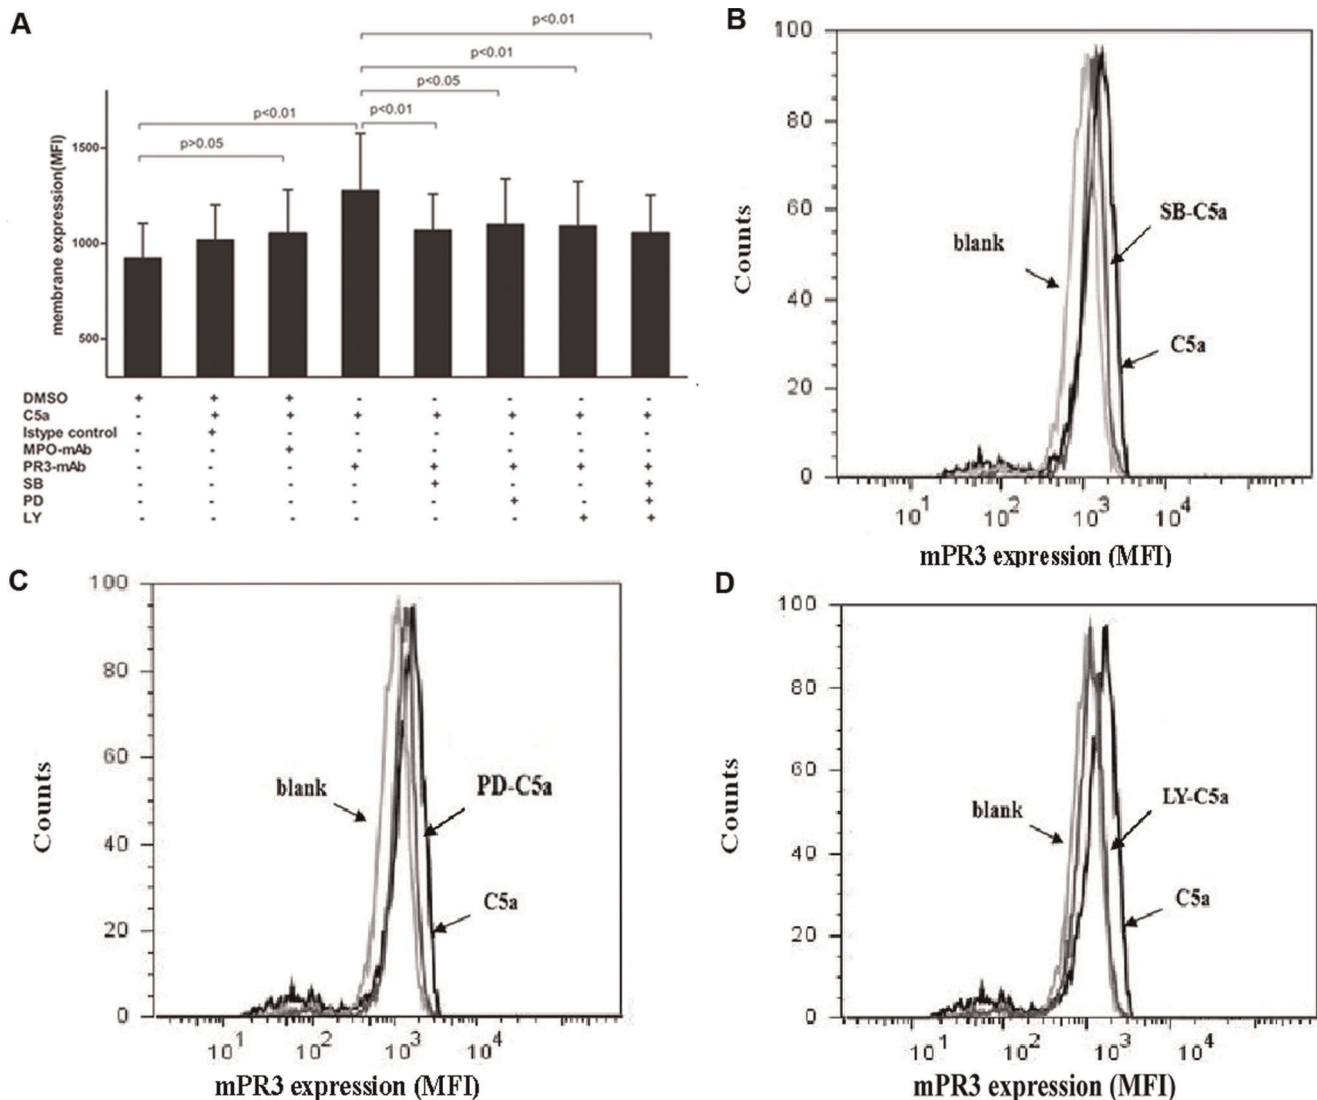 A
p<0.01
p<0.01
p<0.05
p<0.01
p<0.01
p>0.05
membrane expression(MFI)
1500
1000
500
DMSO + + + - - - - -
C5a - + + + + + + +
Istype control - + - - - - - -
MPO-mAb - - + - - - - -
PR3-mAb - - - + + + + +
SB - - - - + - - +
PD - - - - - + - +
LY - - - - - - + +
B
100
80
60
40
20
0
Counts
blank
SB-C5a
C5a
10¹ 10² 10³ 10⁴
mPR3 expression (MFI)
C
100
80
60
40
20
0
Counts
blank
PD-C5a
C5a
10¹ 10² 10³ 10⁴
mPR3 expression (MFI)
D
100
80
60
40
20
0
Counts
blank
LY-C5a
C5a
10¹ 10² 10³ 10⁴
mPR3 expression (MFI)